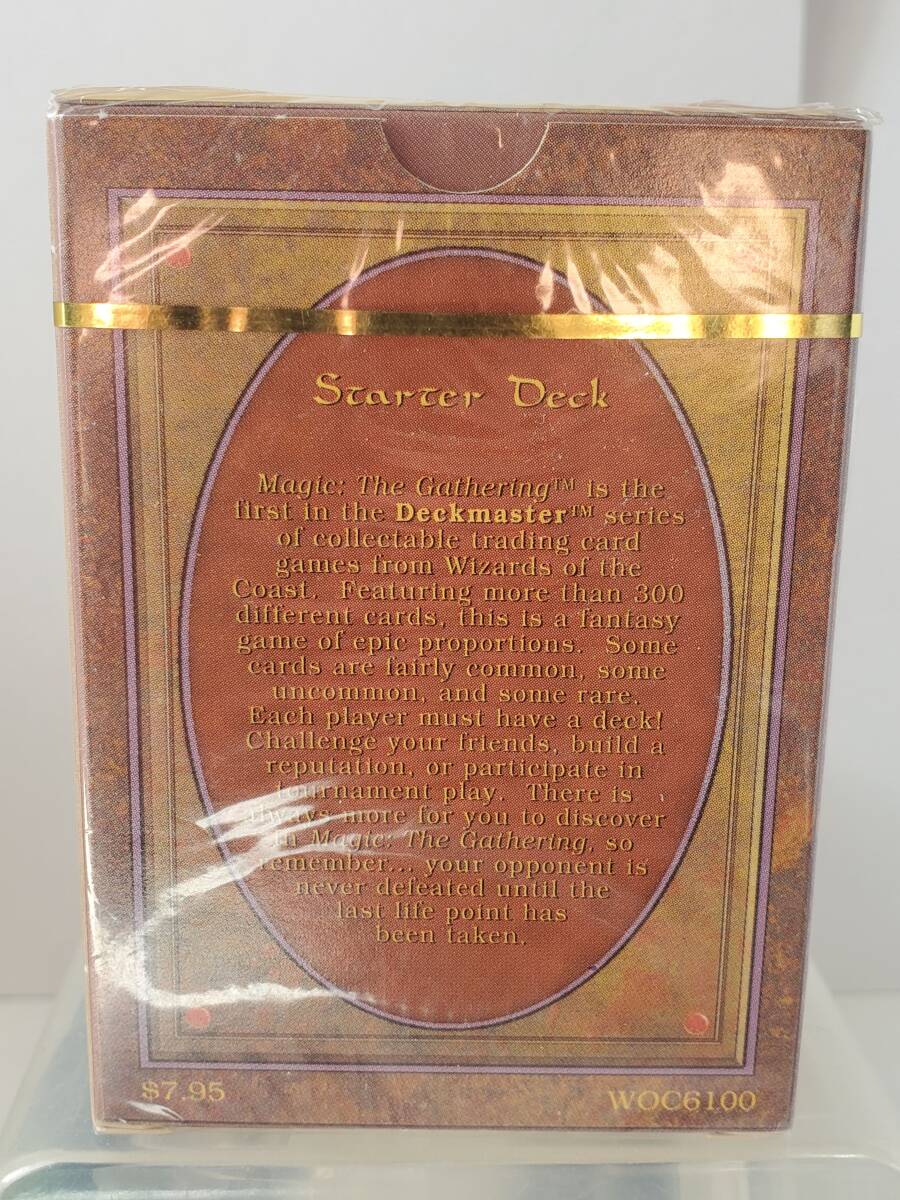 Starter Deck
Magic: The Gathering™ is the
first in the Deckmaster™ series
of collectable trading card
games from Wizards of the
Coast. Featuring more than 300
different cards, this is a fantasy
game of epic proportions. Some
cards are fairly common, some
uncommon, and some rare.
Each player must have a deck!
Challenge your friends, build a
reputation, or participate in
tournament play. There is
always more for you to discover
in Magic: The Gathering, so
remember... your opponent is
never defeated until the
last life point has
been taken.
$7.95
WOC6100